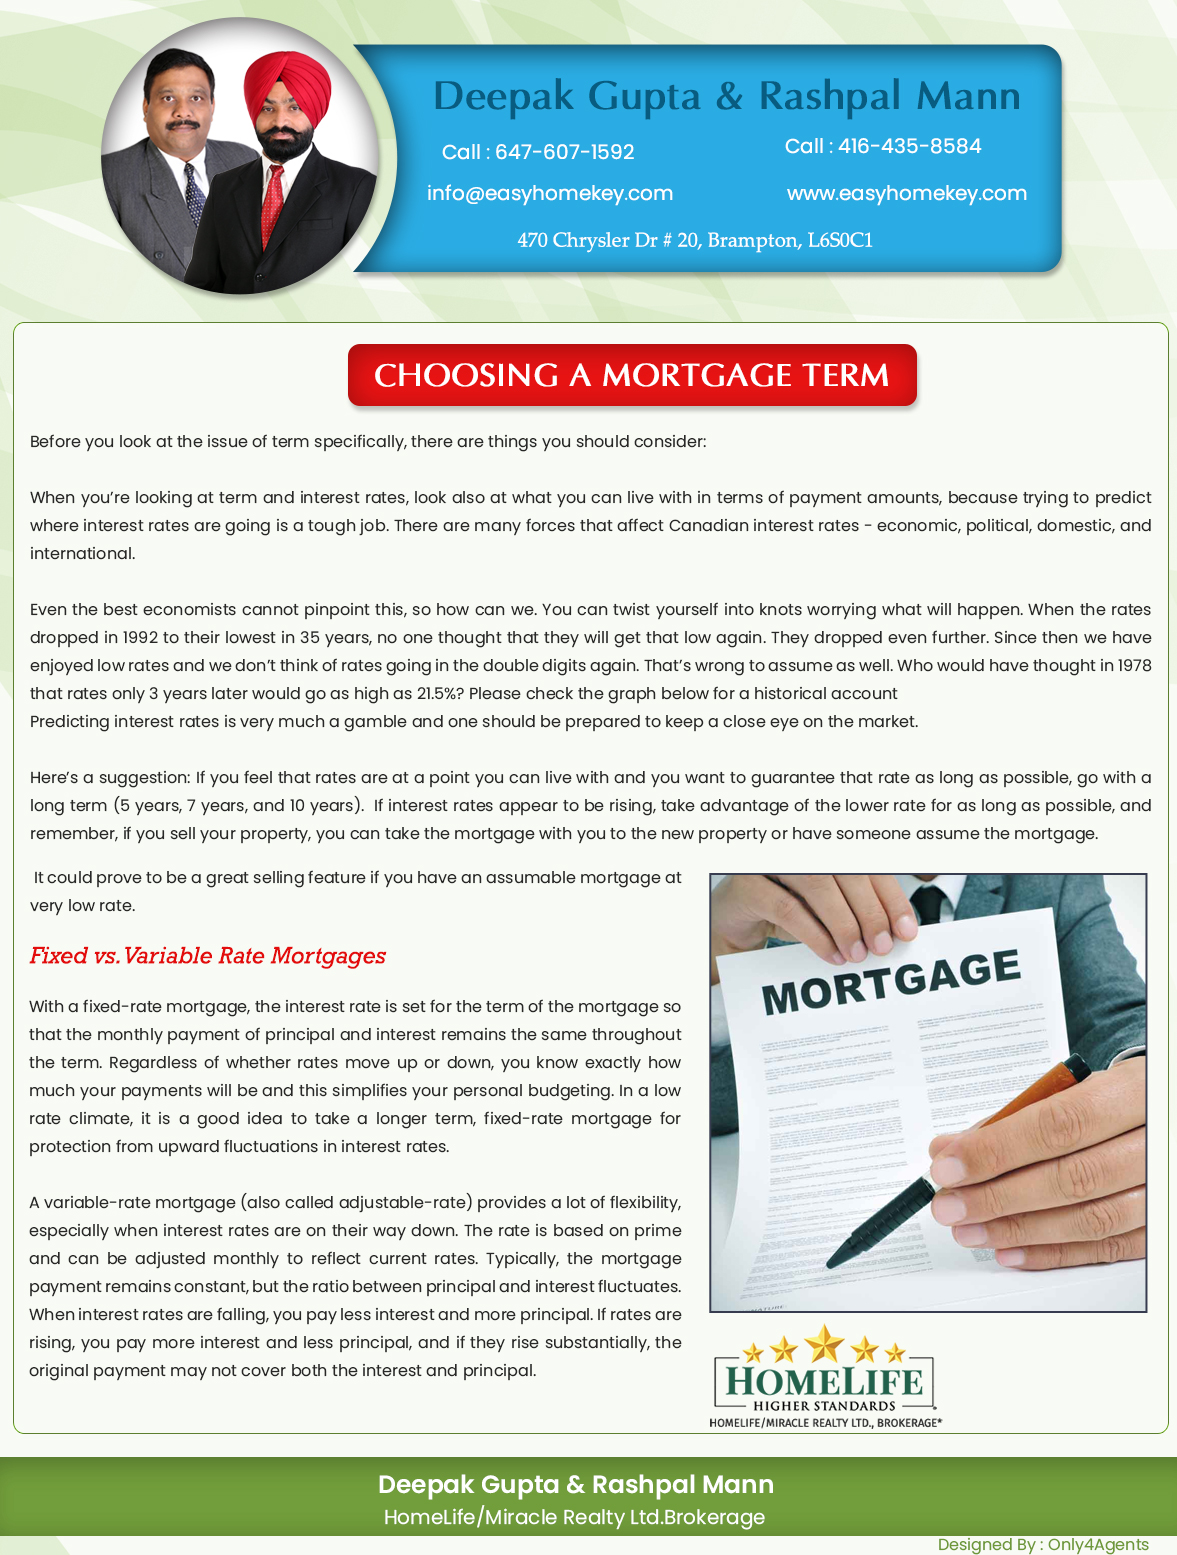 Deepak Gupta & Rashpal Mann
Call : 647-607-1592
Call : 416-435-8584
info@easyhomekey.com
www.easyhomekey.com
470 Chrysler Dr # 20, Brampton, L6S0C1
CHOOSING A MORTGAGE TERM
Before you look at the issue of term specifically, there are things you should consider:
When you’re looking at term and interest rates, look also at what you can live with in terms of payment amounts, because trying to predict
where interest rates are going is a tough job. There are many forces that affect Canadian interest rates - economic, political, domestic, and
international.
Even the best economists cannot pinpoint this, so how can we. You can twist yourself into knots worrying what will happen. When the rates
dropped in 1992 to their lowest in 35 years, no one thought that they will get that low again. They dropped even further. Since then we have
enjoyed low rates and we don’t think of rates going in the double digits again. That’s wrong to assume as well. Who would have thought in 1978
that rates only 3 years later would go as high as 21.5%? Please check the graph below for a historical account
Predicting interest rates is very much a gamble and one should be prepared to keep a close eye on the market.
Here’s a suggestion: If you feel that rates are at a point you can live with and you want to guarantee that rate as long as possible, go with a
long term (5 years, 7 years, and 10 years). If interest rates appear to be rising, take advantage of the lower rate for as long as possible, and
remember, if you sell your property, you can take the mortgage with you to the new property or have someone assume the mortgage.
It could prove to be a great selling feature if you have an assumable mortgage at
very low rate.
Fixed vs. Variable Rate Mortgages
With a fixed-rate mortgage, the interest rate is set for the term of the mortgage so
that the monthly payment of principal and interest remains the same throughout
the term. Regardless of whether rates move up or down, you know exactly how
much your payments will be and this simplifies your personal budgeting. In a low
rate climate, it is a good idea to take a longer term, fixed-rate mortgage for
protection from upward fluctuations in interest rates.
A variable-rate mortgage (also called adjustable-rate) provides a lot of flexibility,
especially when interest rates are on their way down. The rate is based on prime
and can be adjusted monthly to reflect current rates. Typically, the mortgage
payment remains constant, but the ratio between principal and interest fluctuates.
When interest rates are falling, you pay less interest and more principal. If rates are
rising, you pay more interest and less principal, and if they rise substantially, the
original payment may not cover both the interest and principal.
MORTGAGE
HOMELIFE
HIGHER STANDARDS
HOMELIFE/MIRACLE REALTY LTD., BROKERAGE*
Deepak Gupta & Rashpal Mann
HomeLife/Miracle Realty Ltd.Brokerage
Designed By : Only4Agents